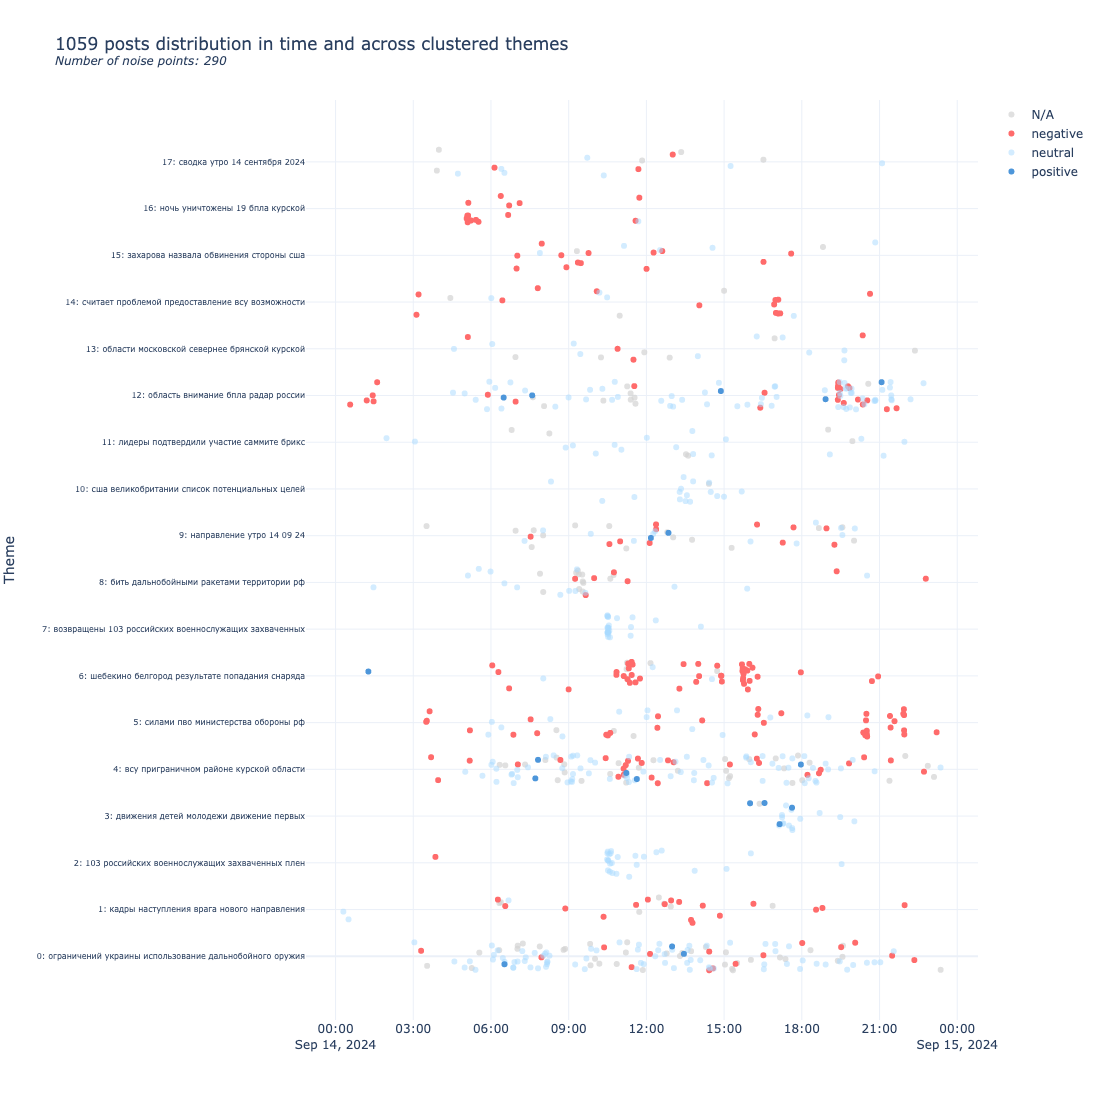 1059 posts distribution in time and across clustered themes
Number of noise points: 290
N/A
negative
neutral
positive
Theme
17: сводка утро 14 сентября 2024
16: ночь уничтожены 19 бпла курской
15: захарова назвала обвинения стороны сша
14: считает проблемой предоставление всу возможности
13: области московской севернее брянской курской
12: область внимание бпла радар россии
11: лидеры подтвердили участие саммите брикс
10: сша великобритании список потенциальных целей
9: направление утро 14 09 24
8: бить дальнобойными ракетами территории рф
7: возвращены 103 российских военнослужащих захваченных
6: шебекино белгород результате попадания снаряда
5: силами пво министерства обороны рф
4: всу приграничном районе курской области
3: движения детей молодежи движение первых
2: 103 российских военнослужащих захваченных плен
1: кадры наступления врага нового направления
0: ограничений украины использование дальнобойного оружия
00:00 03:00 06:00 09:00 12:00 15:00 18:00 21:00 00:00
Sep 14, 2024 Sep 15, 2024